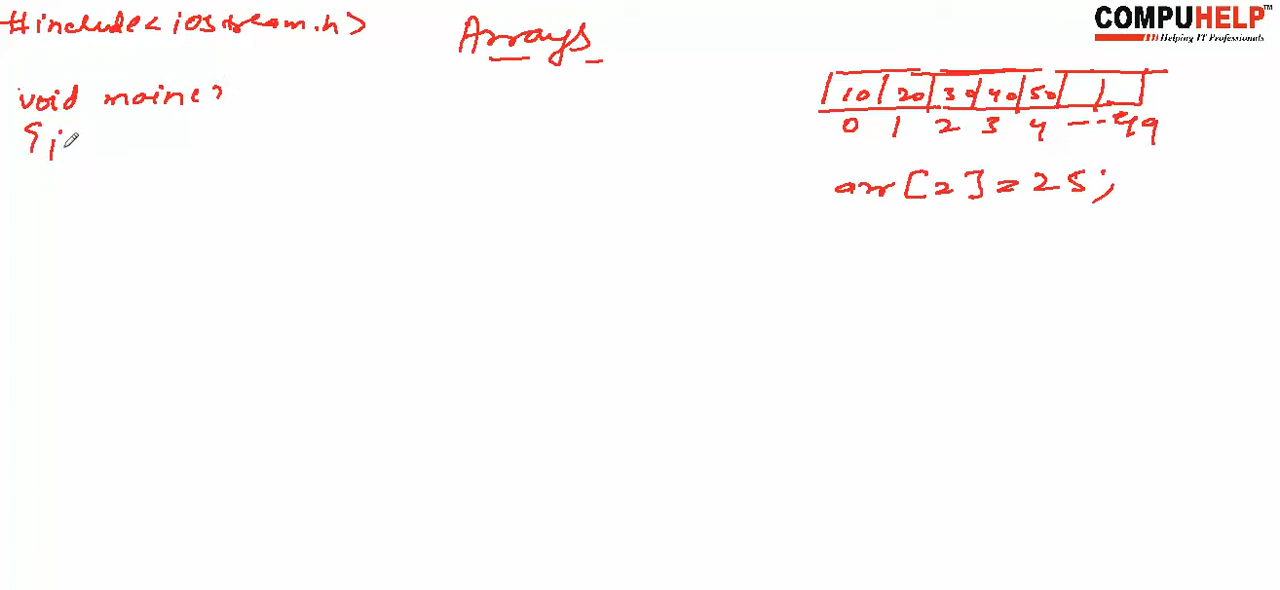 #include<iostream.h>
Arrays
COMPUHELP™
Helping IT Professionals
void main()
{i
10 20 30 40 50
0 1 2 3 4 ---- 99
arr[2]=25;